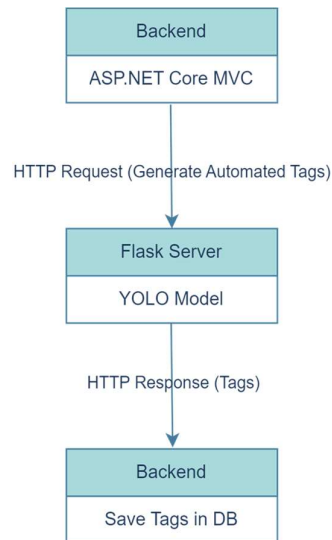 Backend
ASP.NET Core MVC
HTTP Request (Generate Automated Tags)
Flask Server
YOLO Model
HTTP Response (Tags)
Backend
Save Tags in DB